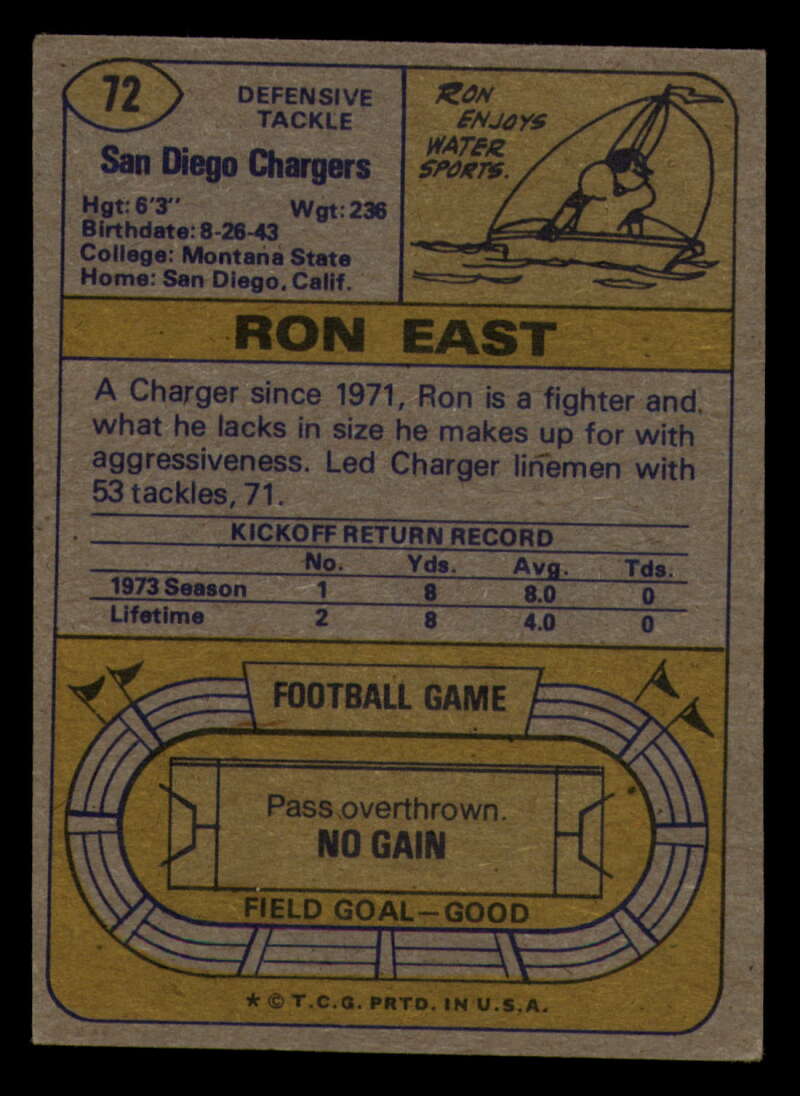 72
DEFENSIVE
TACKLE
San Diego Chargers
Hgt: 6'3" Wgt: 236
Birthdate: 8-26-43
College: Montana State
Home: San Diego, Calif.
RON
ENJOYS
WATER
SPORTS.
RON EAST
A Charger since 1971, Ron is a fighter and
what he lacks in size he makes up for with
aggressiveness. Led Charger linemen with
53 tackles, 71.
KICKOFF RETURN RECORD
No. Yds. Avg. Tds.
1973 Season 1 8 8.0 0
Lifetime 2 8 4.0 0
FOOTBALL GAME
Pass overthrown.
NO GAIN
FIELD GOAL—GOOD
* © T.C.G. PRTD. IN U.S.A.